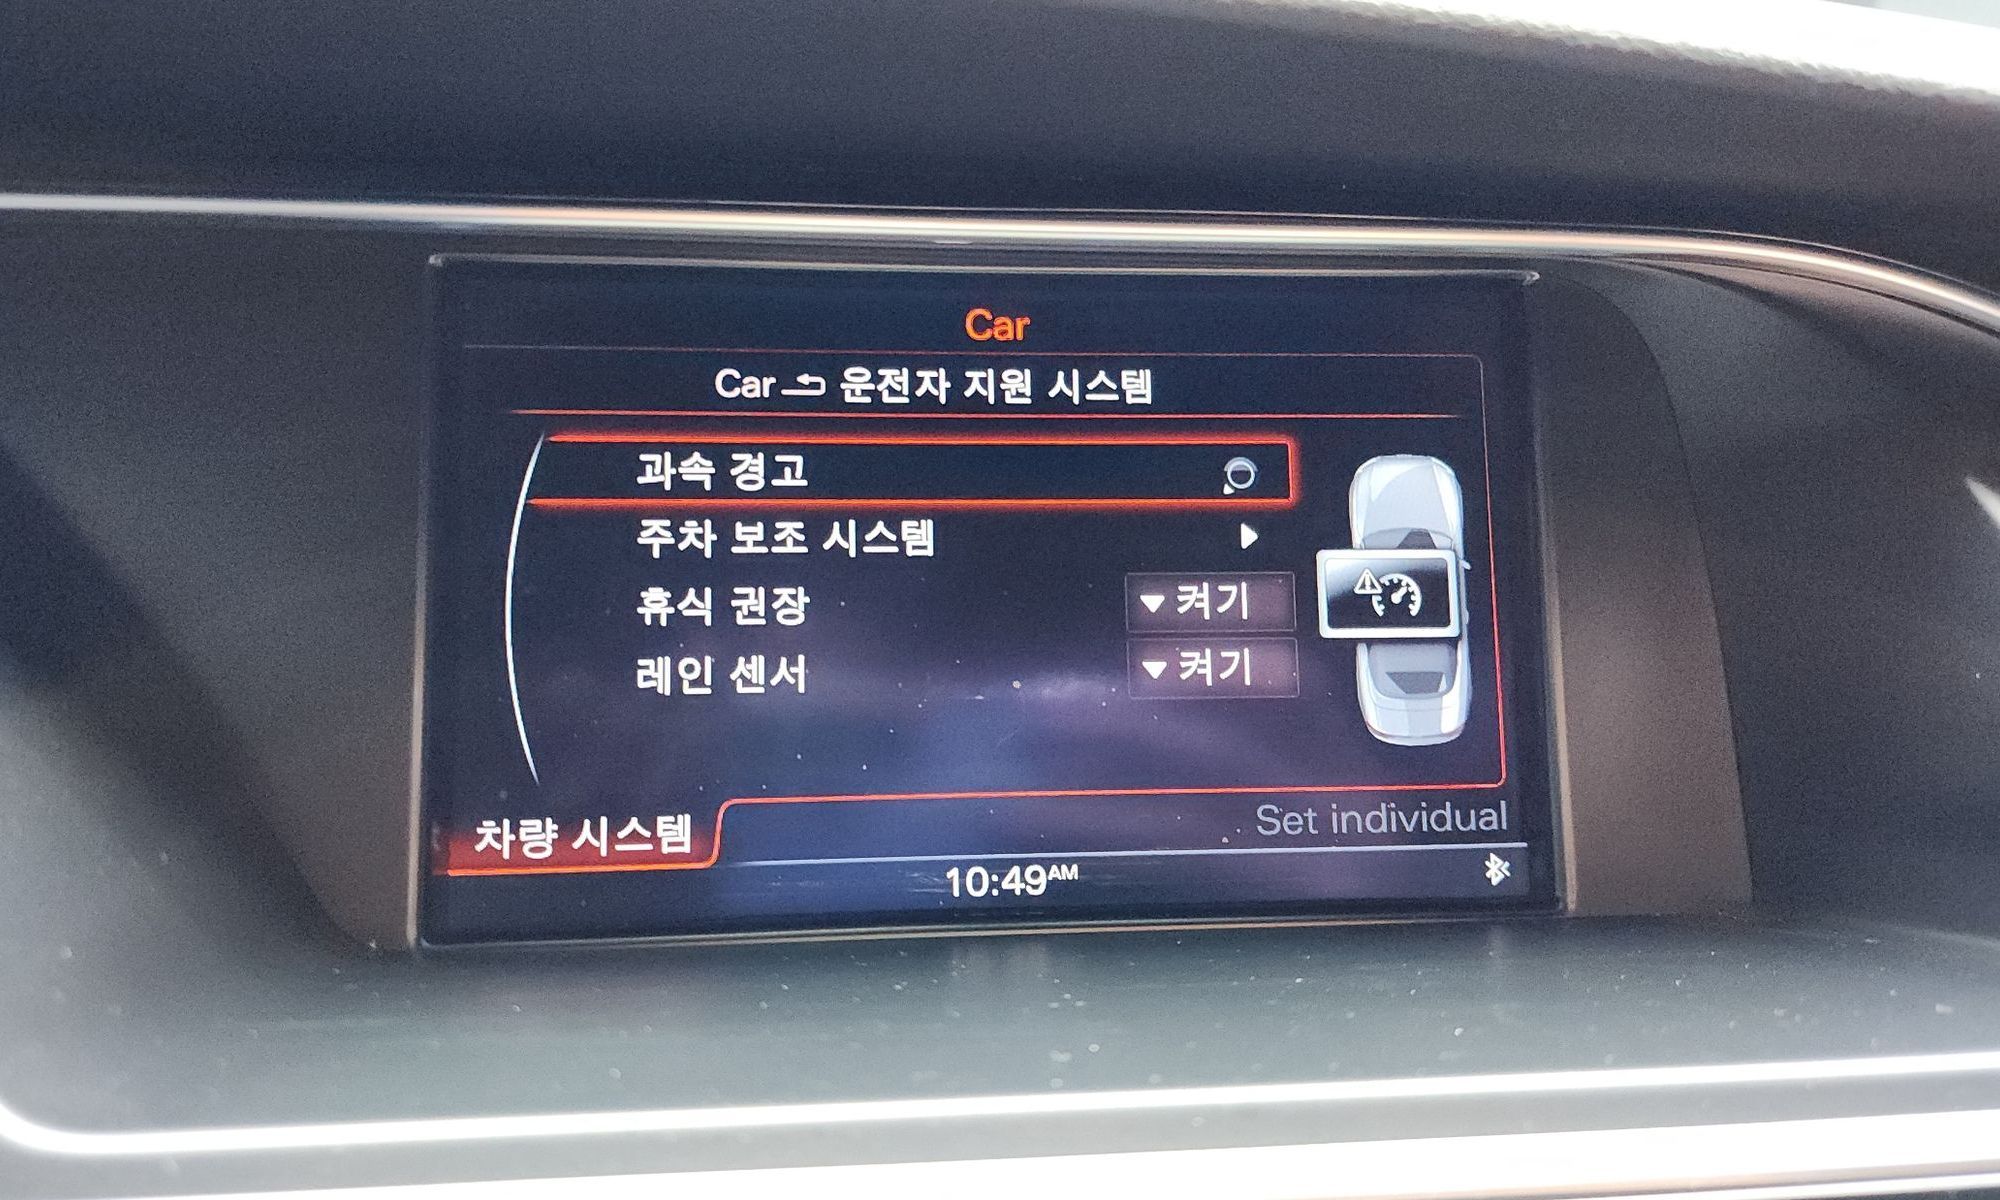 Car
Car 운전자 지원 시스템
과속 경고
주차 보조 시스템
휴식 권장 켜기
레인 센서 켜기
차량 시스템 Set individual
10:49AM